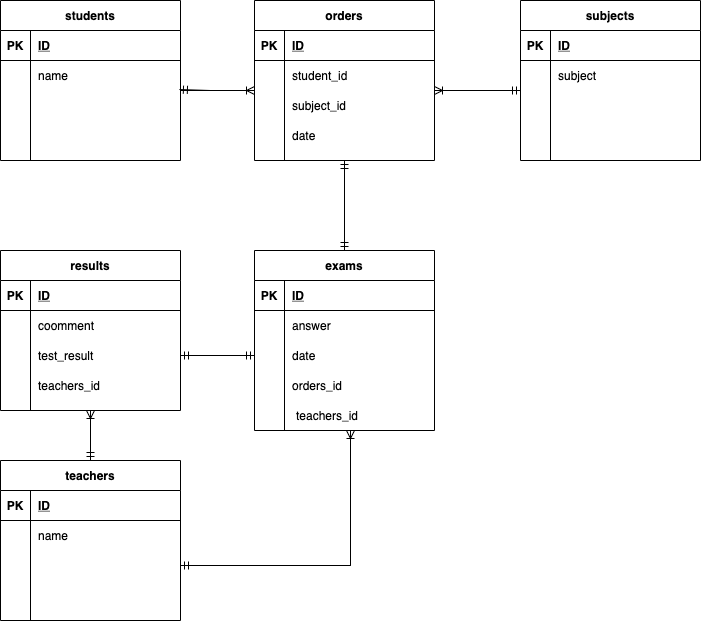 students
PK ID
name
orders
PK ID
student_id
subject_id
date
subjects
PK ID
subject
results
PK ID
coomment
test_result
teachers_id
exams
PK ID
answer
date
orders_id
teachers_id
teachers
PK ID
name